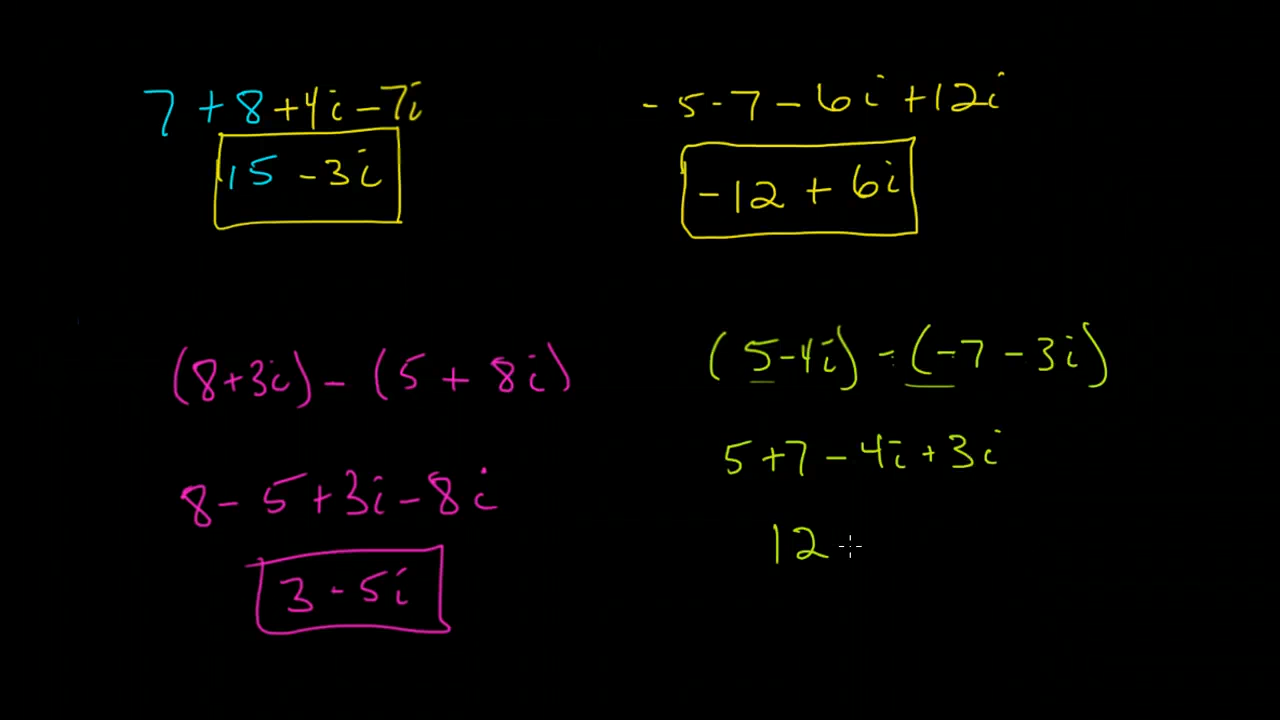 7 + 8 + 4i - 7i
15 - 3i
- 5 - 7 - 6i + 12i
- 12 + 6i
(8 + 3i) - (5 + 8i)
8 - 5 + 3i - 8i
3 - 5i
(5 - 4i) - (-7 - 3i)
5 + 7 - 4i + 3i
12